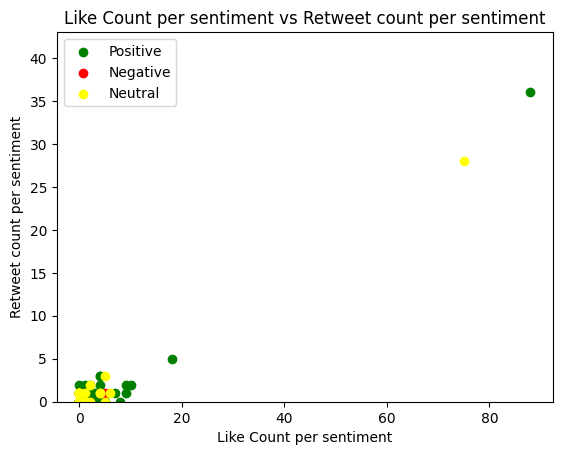 Like Count per sentiment vs Retweet count per sentiment
Positive
Negative
Neutral
Retweet count per sentiment
40
35
30
25
20
15
10
5
0
0 20 40 60 80
Like Count per sentiment